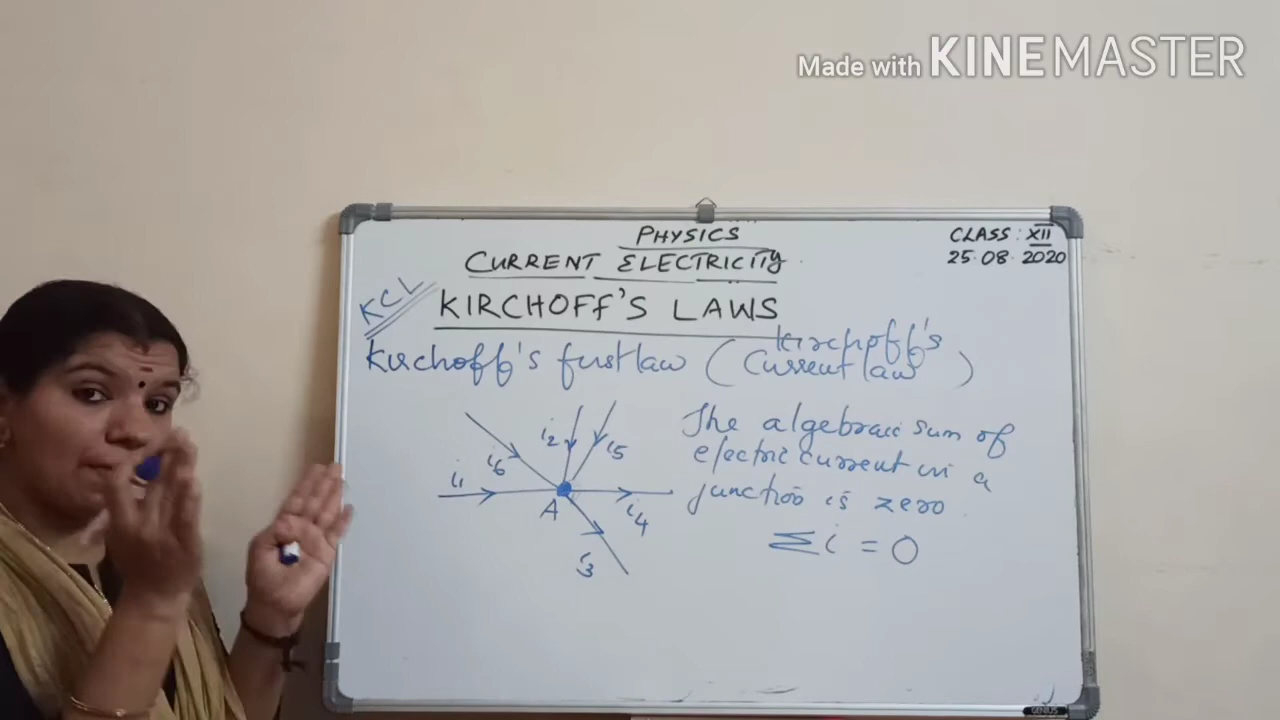 Made with KINEMASTER
PHYSICS
CLASS : XII
CURRENT ELECTRICITY
25.08.2020
KCL
KIRCHOFF'S LAWS
Kirchoff's first law ( Kirchoff's
Current law )
i6
i2
i5
i1
A
i4
i3
The algebraic sum of
electric current in a
junction is zero
Σi = 0
GENIUS